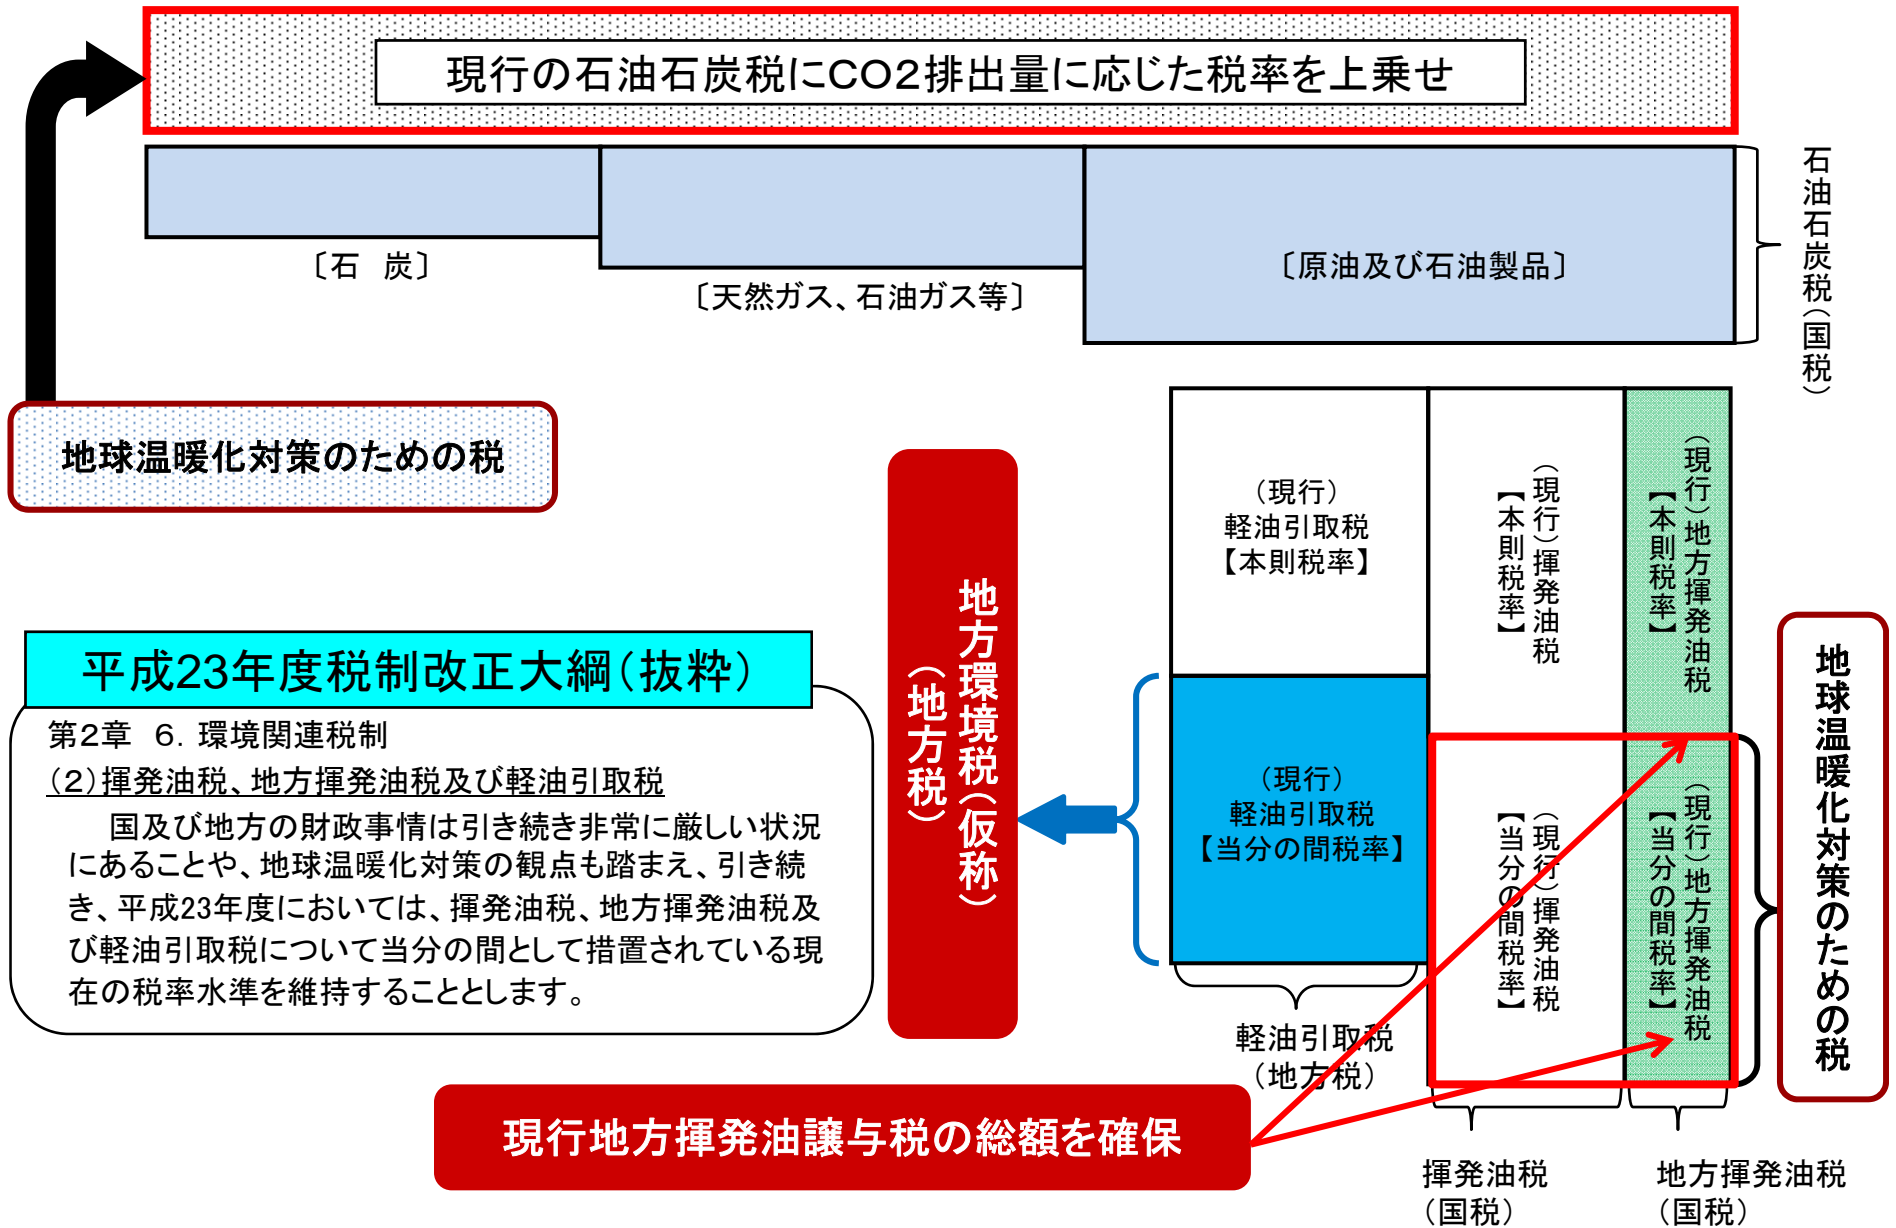 現行の石油石炭税にCO2排出量に応じた税率を上乗せ
〔石　炭〕
〔天然ガス、石油ガス等〕
〔原油及び石油製品〕
石油石炭税（国税）
地球温暖化対策のための税
平成23年度税制改正大綱（抜粋）
第2章　6．環境関連税制
（2）揮発油税、地方揮発油税及び軽油引取税
国及び地方の財政事情は引き続き非常に厳しい状況
にあることや、地球温暖化対策の観点も踏まえ、引き続
き、平成23年度においては、揮発油税、地方揮発油税及
び軽油引取税について当分の間として措置されている現
在の税率水準を維持することとします。
地方環境税（仮称）
（地方税）
（現行）
軽油引取税
【本則税率】
（現行）揮発油税
【本則税率】
（現行）地方揮発油税
【本則税率】
（現行）
軽油引取税
【当分の間税率】
（現行）揮発油税
【当分の間税率】
（現行）地方揮発油税
【当分の間税率】
地球温暖化対策のための税
軽油引取税
（地方税）
現行地方揮発油譲与税の総額を確保
揮発油税
（国税）
地方揮発油税
（国税）